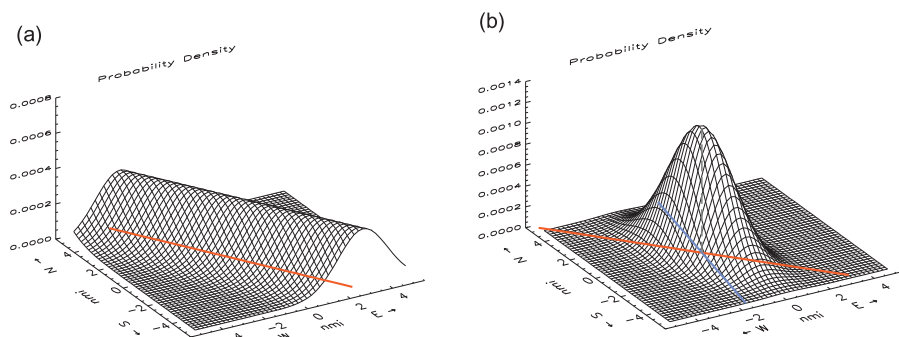 (a)
Probability Density
0.0008
0.0006
0.0004
0.0002
0.0000
4
2
0
-2
-4
← N
nmi
S →
4
-2
0
2
4
W
nmi
E →
(b)
Probability Density
0.0014
0.0012
0.0010
0.0008
0.0006
0.0004
0.0002
0.0000
4
2
0
-2
-4
← N
nmi
S →
-4
-2
0
2
4
← W
nmi
E →